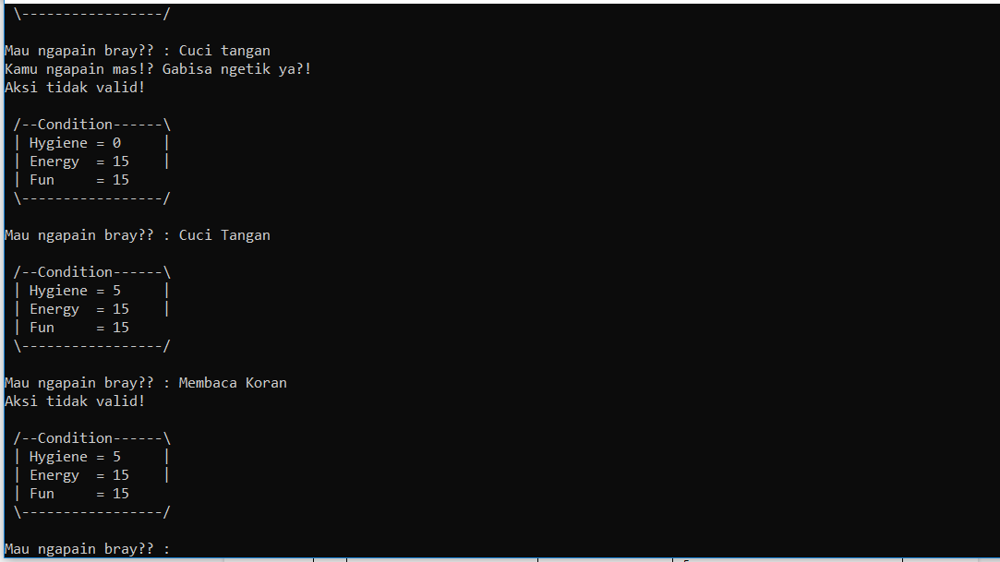 \-----------------/

Mau ngapain bray?? : Cuci tangan
Kamu ngapain mas!? Gabisa ngetik ya?!
Aksi tidak valid!

 /--Condition------\
 | Hygiene = 0     |
 | Energy  = 15    |
 | Fun     = 15
 \-----------------/

Mau ngapain bray?? : Cuci Tangan

 /--Condition------\
 | Hygiene = 5     |
 | Energy  = 15    |
 | Fun     = 15
 \-----------------/

Mau ngapain bray?? : Membaca Koran
Aksi tidak valid!

 /--Condition------\
 | Hygiene = 5     |
 | Energy  = 15    |
 | Fun     = 15
 \-----------------/

Mau ngapain bray?? :